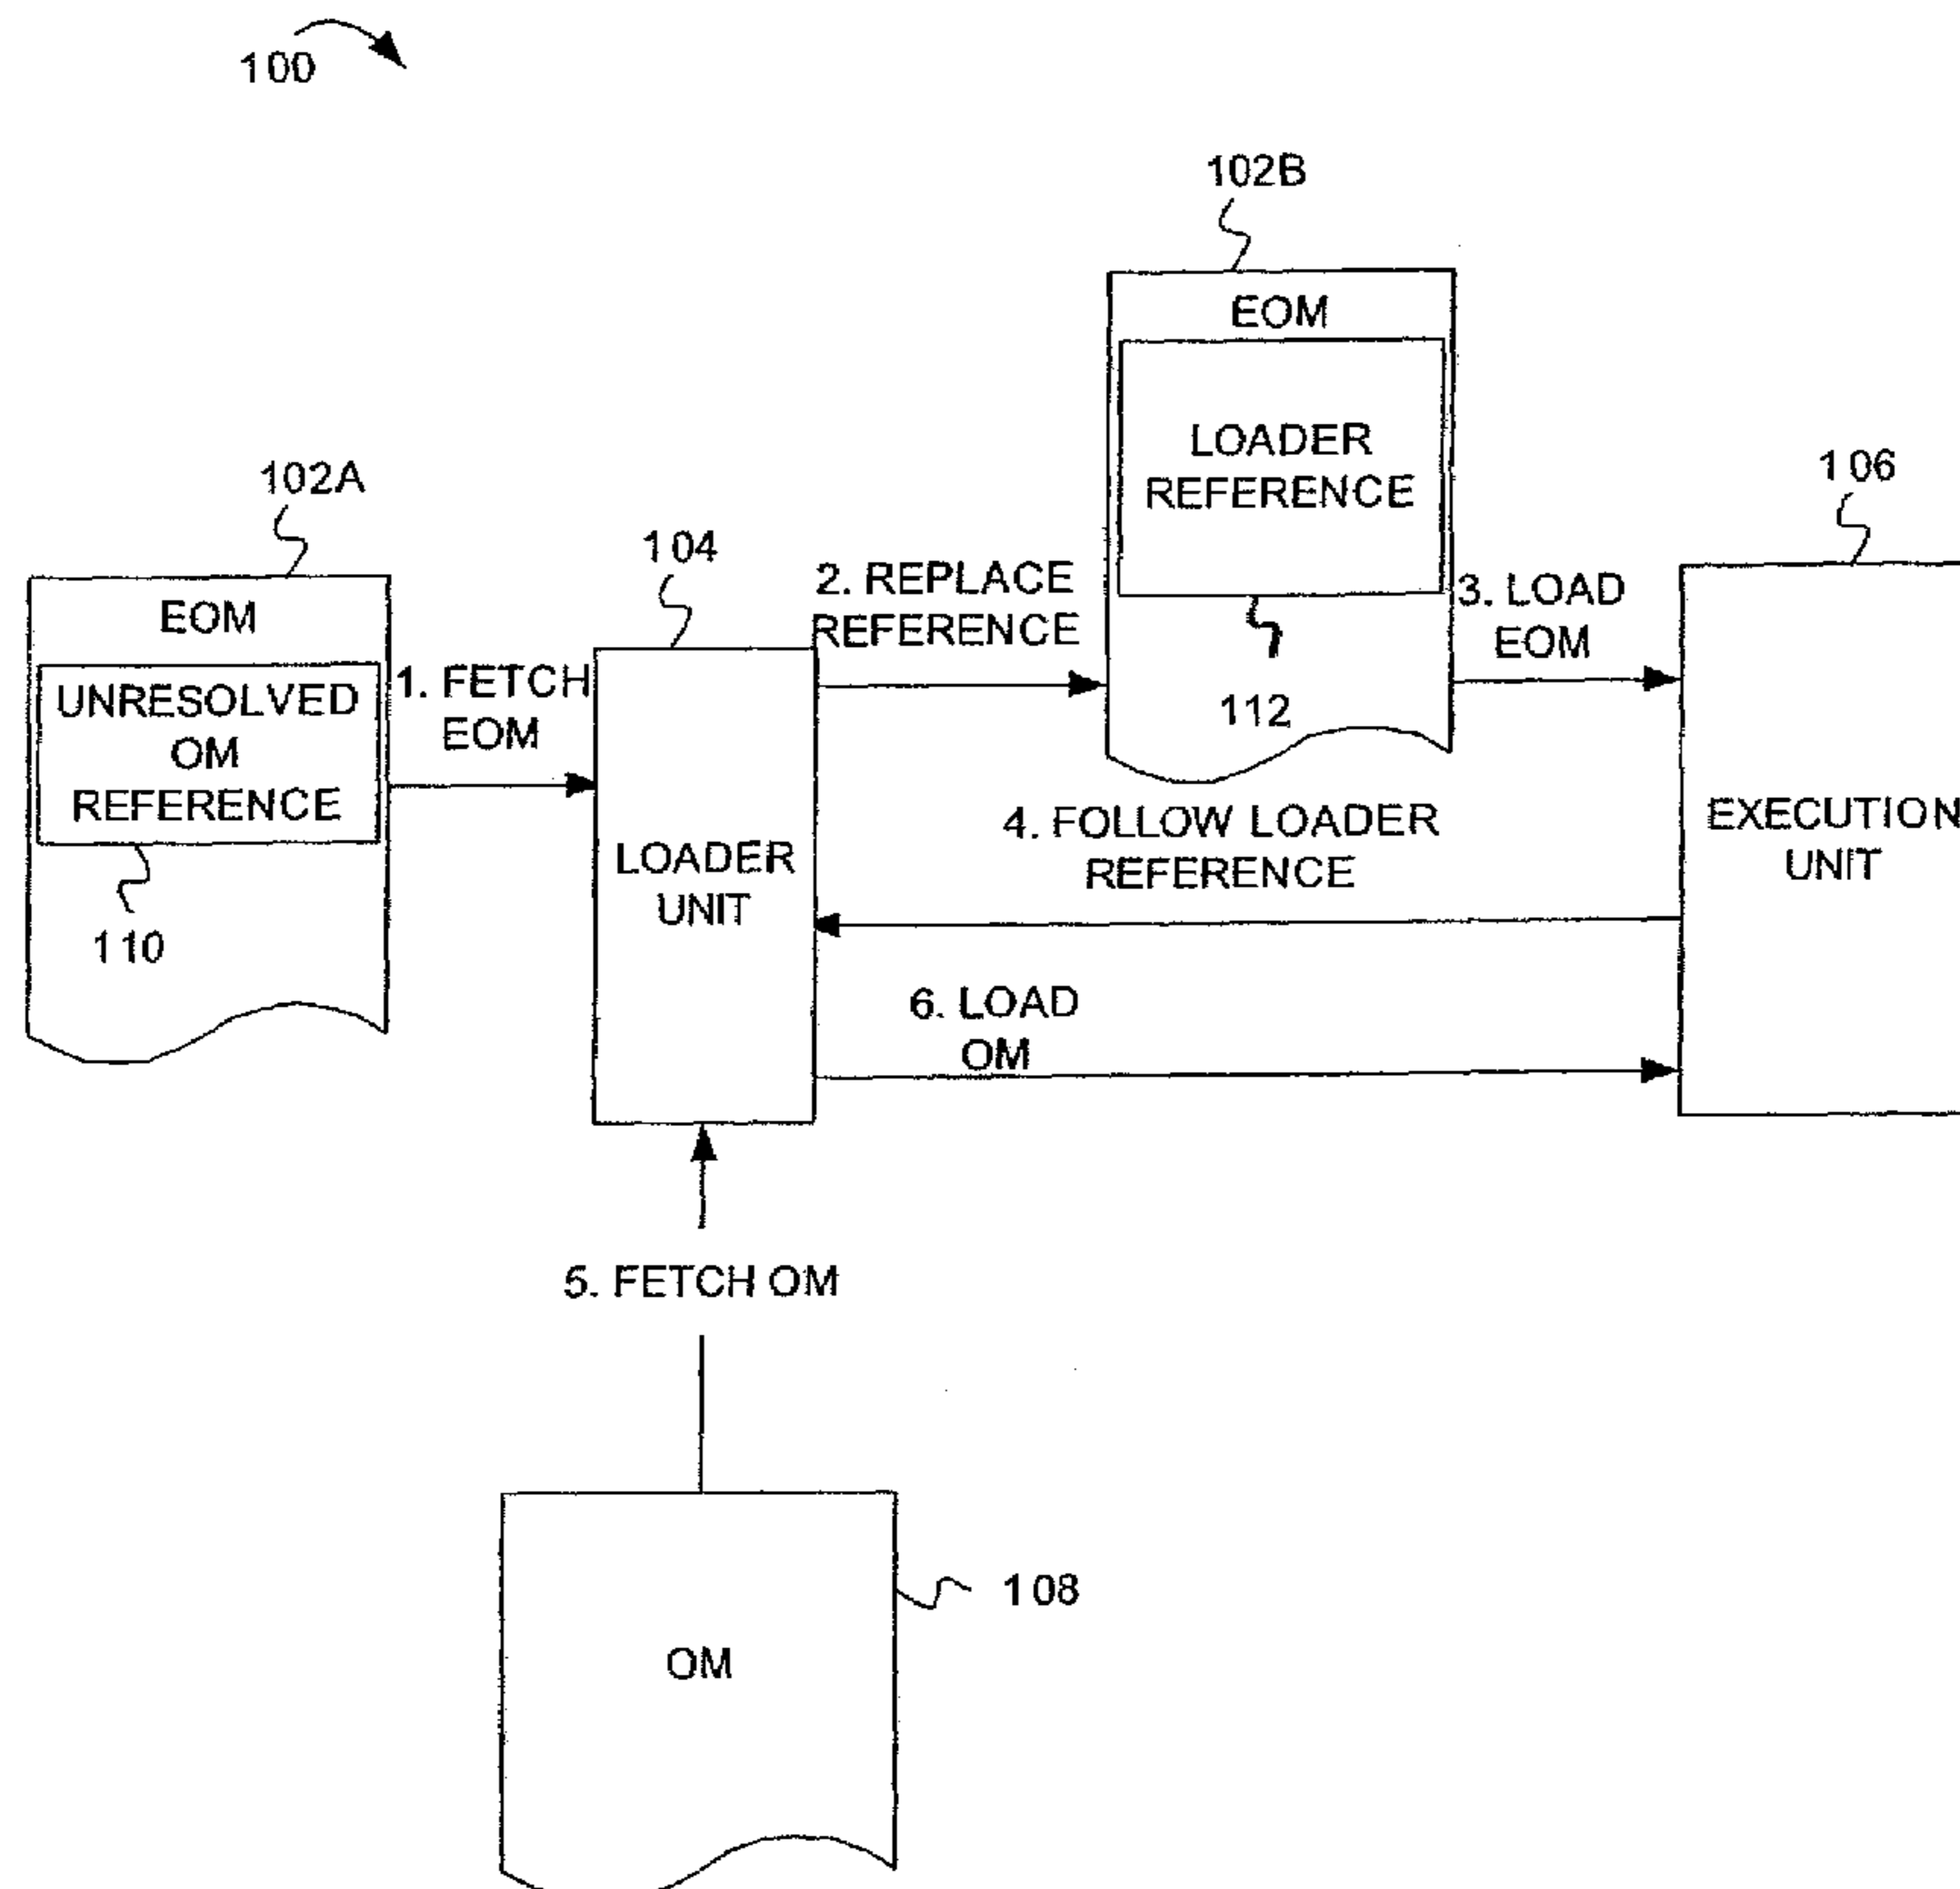 100
102B
EOM
LOADER
REFERENCE
112
102A
EOM
UNRESOLVED
OM
REFERENCE
110
1. FETCH
EOM
104
LOADER
UNIT
2. REPLACE
REFERENCE
3. LOAD
EOM
106
EXECUTION
UNIT
4. FOLLOW LOADER
REFERENCE
6. LOAD
OM
5. FETCH OM
OM
108